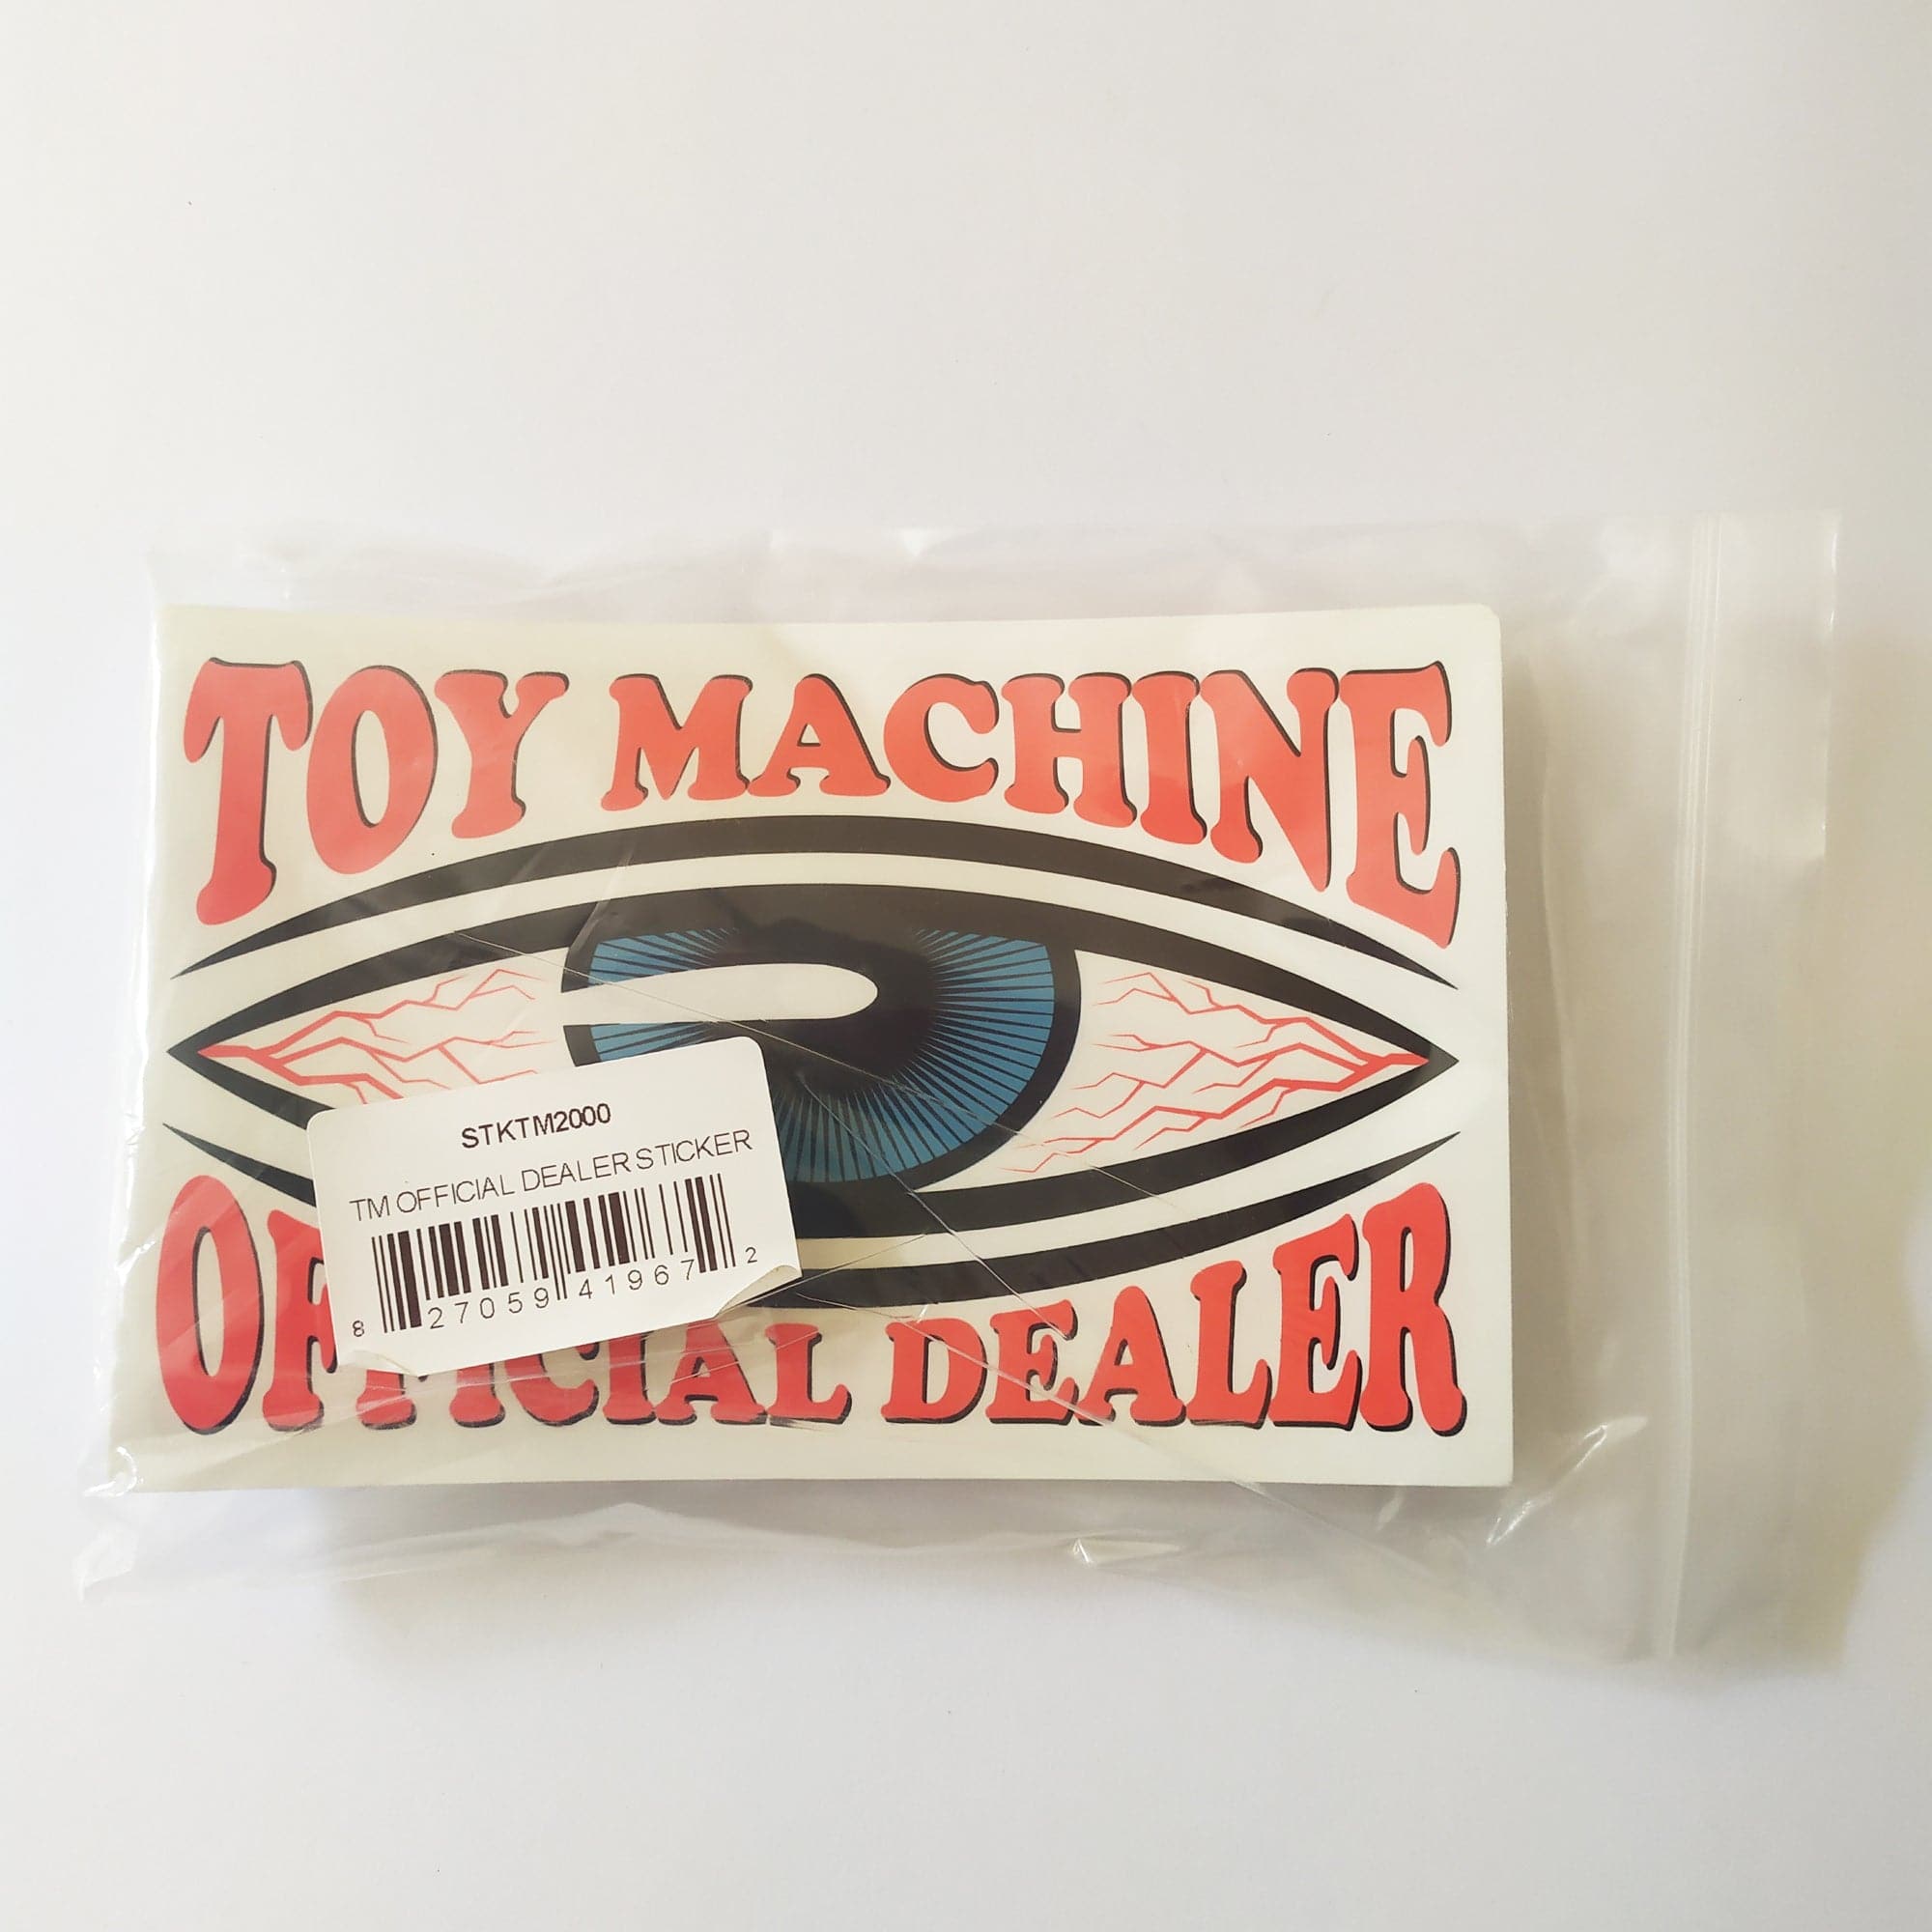 TOY MACHINE
STKTM2000
TM OFFICIAL DEALER STICKER
8 27059 41967 2
OFFICIAL DEALER